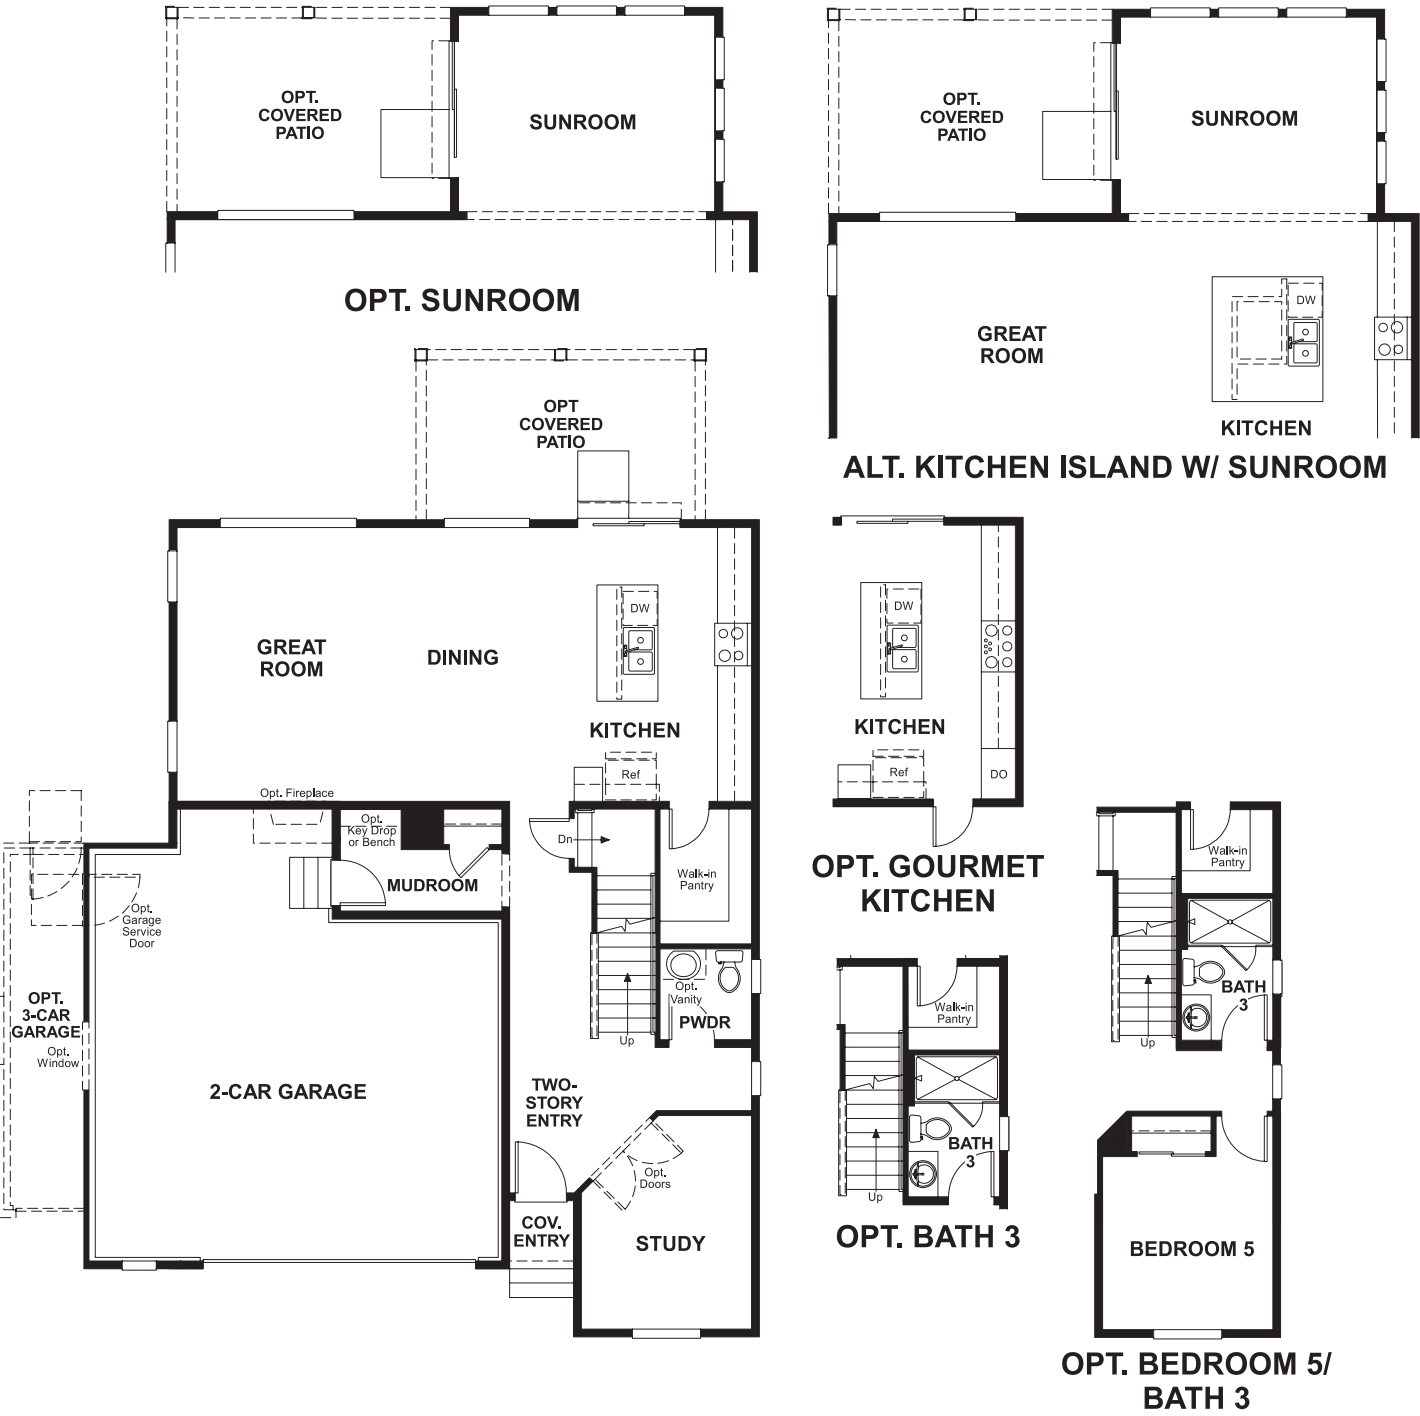 OPT.
COVERED
PATIO
SUNROOM
OPT. SUNROOM
OPT.
COVERED
PATIO
SUNROOM
GREAT
ROOM
DW
KITCHEN
ALT. KITCHEN ISLAND W/ SUNROOM
OPT
COVERED
PATIO
GREAT
ROOM
DINING
DW
KITCHEN
Ref
Opt. Fireplace
Opt.
Key Drop
or Bench
MUDROOM
Dn
Walk-in
Pantry
Opt.
Garage
Service
Door
OPT.
3-CAR
GARAGE
Opt.
Window
2-CAR GARAGE
Opt.
Vanity
PWDR
Up
TWO-
STORY
ENTRY
Opt.
Doors
COV.
ENTRY
STUDY
DW
KITCHEN
Ref
DO
OPT. GOURMET
KITCHEN
Walk-in
Pantry
BATH
3
Up
OPT. BATH 3
Walk-in
Pantry
BATH
3
Up
BEDROOM 5
OPT. BEDROOM 5/
BATH 3